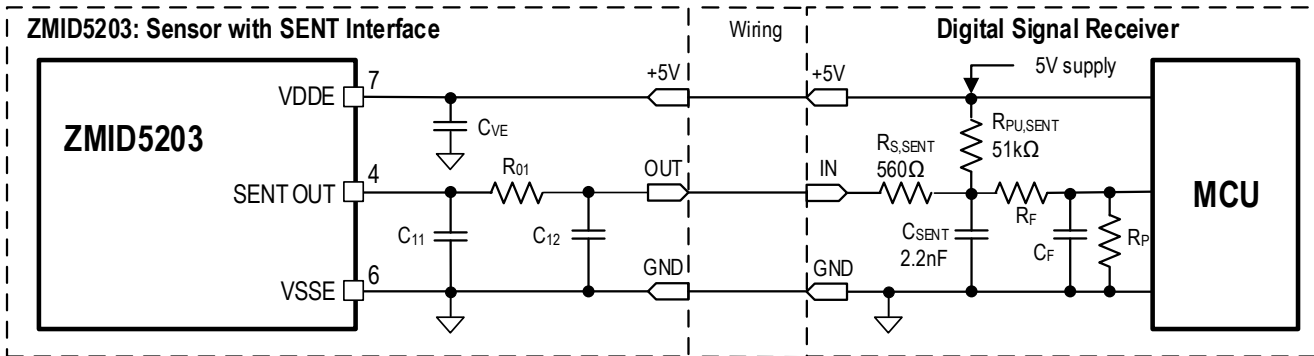 ZMID5203: Sensor with SENT Interface
Wiring
Digital Signal Receiver
7
+5V
+5V
5V supply
VDDE
ZMID5203
CVE
RPU,SENT
51kΩ
RS,SENT
560Ω
R01
4
OUT
IN
SENT OUT
MCU
RF
C11
C12
CSENT
2.2nF
CF
RP
6
GND
GND
VSSE